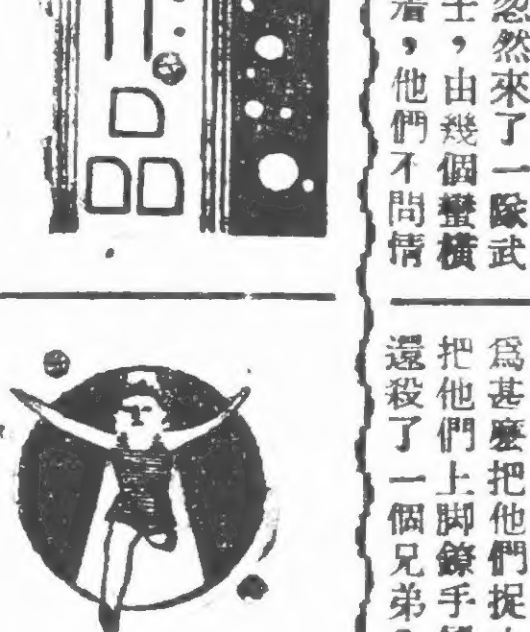 忽然來了一隊武
士，由幾個蠻橫
着，他們不問情
爲甚麼把他們捉
把他們上脚鐐手
還殺了一個兄弟